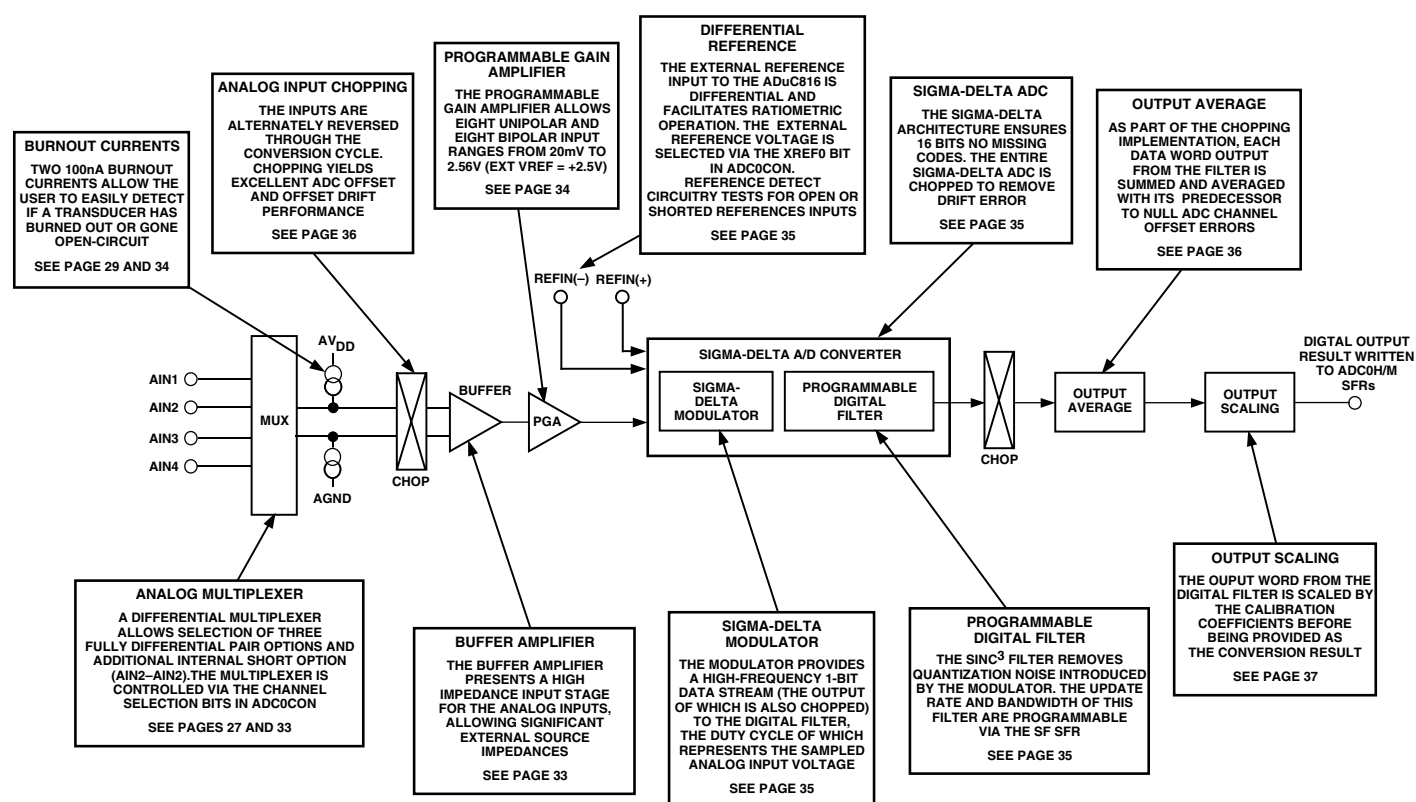 DIFFERENTIAL
REFERENCE
THE EXTERNAL REFERENCE
INPUT TO THE ADuC816 IS
DIFFERENTIAL AND
FACILITATES RATIOMETRIC
OPERATION. THE EXTERNAL
REFERENCE VOLTAGE IS
SELECTED VIA THE XREF0 BIT
IN ADC0CON.
REFERENCE DETECT
CIRCUITRY TESTS FOR OPEN OR
SHORTED REFERENCES INPUTS
SEE PAGE 35
PROGRAMMABLE GAIN
AMPLIFIER
THE PROGRAMMABLE
GAIN AMPLIFIER ALLOWS
EIGHT UNIPOLAR AND
EIGHT BIPOLAR INPUT
RANGES FROM 20mV TO
2.56V (EXT VREF = +2.5V)
SEE PAGE 34
ANALOG INPUT CHOPPING
THE INPUTS ARE
ALTERNATELY REVERSED
THROUGH THE
CONVERSION CYCLE.
CHOPPING YIELDS
EXCELLENT ADC OFFSET
AND OFFSET DRIFT
PERFORMANCE
SEE PAGE 36
SIGMA-DELTA ADC
THE SIGMA-DELTA
ARCHITECTURE ENSURES
16 BITS NO MISSING
CODES. THE ENTIRE
SIGMA-DELTA ADC IS
CHOPPED TO REMOVE
DRIFT ERROR
SEE PAGE 35
OUTPUT AVERAGE
AS PART OF THE CHOPPING
IMPLEMENTATION, EACH
DATA WORD OUTPUT
FROM THE FILTER IS
SUMMED AND AVERAGED
WITH ITS PREDECESSOR
TO NULL ADC CHANNEL
OFFSET ERRORS
SEE PAGE 36
BURNOUT CURRENTS
TWO 100nA BURNOUT
CURRENTS ALLOW THE
USER TO EASILY DETECT
IF A TRANSDUCER HAS
BURNED OUT OR GONE
OPEN-CIRCUIT
SEE PAGE 29 AND 34
REFIN(–) REFIN(+)
AVDD
AIN1
AIN2
AIN3
AIN4
MUX
AGND
CHOP
BUFFER
PGA
SIGMA-DELTA A/D CONVERTER
SIGMA-
DELTA
MODULATOR
PROGRAMMABLE
DIGITAL
FILTER
CHOP
OUTPUT
AVERAGE
OUTPUT
SCALING
DIGTAL OUTPUT
RESULT WRITTEN
TO ADC0H/M
SFRs
ANALOG MULTIPLEXER
A DIFFERENTIAL MULTIPLEXER
ALLOWS SELECTION OF THREE
FULLY DIFFERENTIAL PAIR OPTIONS AND
ADDITIONAL INTERNAL SHORT OPTION
(AIN2–AIN2).THE MULTIPLEXER IS
CONTROLLED VIA THE CHANNEL
SELECTION BITS IN ADC0CON
SEE PAGES 27 AND 33
BUFFER AMPLIFIER
THE BUFFER AMPLIFIER
PRESENTS A HIGH
IMPEDANCE INPUT STAGE
FOR THE ANALOG INPUTS,
ALLOWING SIGNIFICANT
EXTERNAL SOURCE
IMPEDANCES
SEE PAGE 33
SIGMA-DELTA
MODULATOR
THE MODULATOR PROVIDES
A HIGH-FREQUENCY 1-BIT
DATA STREAM (THE OUTPUT
OF WHICH IS ALSO CHOPPED)
TO THE DIGITAL FILTER,
THE DUTY CYCLE OF WHICH
REPRESENTS THE SAMPLED
ANALOG INPUT VOLTAGE
SEE PAGE 35
PROGRAMMABLE
DIGITAL FILTER
THE SINC3 FILTER REMOVES
QUANTIZATION NOISE INTRODUCED
BY THE MODULATOR. THE UPDATE
RATE AND BANDWIDTH OF THIS
FILTER ARE PROGRAMMABLE
VIA THE SF SFR
SEE PAGE 35
OUTPUT SCALING
THE OUPUT WORD FROM THE
DIGITAL FILTER IS SCALED BY
THE CALIBRATION
COEFFICIENTS BEFORE
BEING PROVIDED AS
THE CONVERSION RESULT
SEE PAGE 37